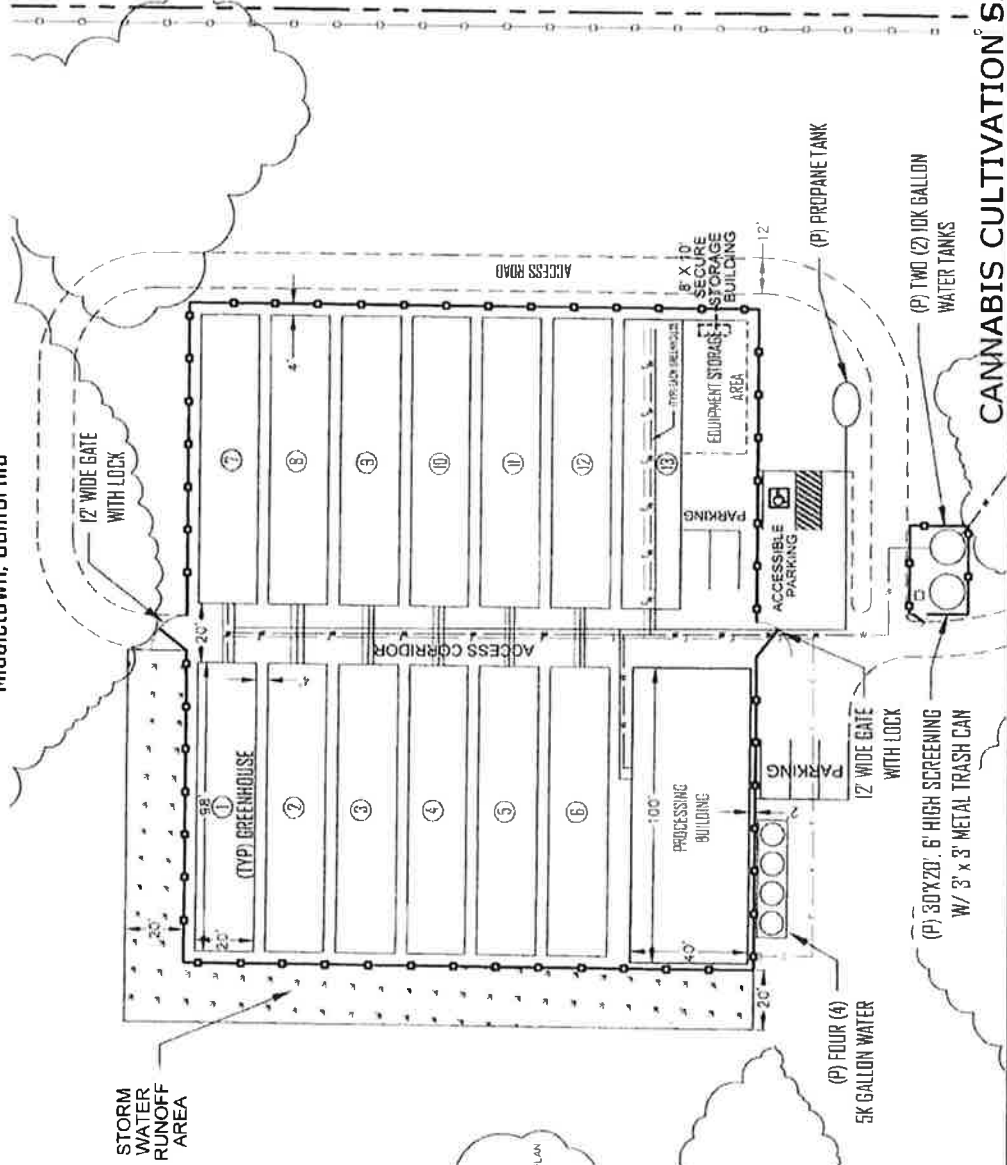 Middletown, California
12' WIDE GATE
WITH LOCK
STORM
WATER
RUNOFF
AREA
20'
20'
98'
①
(TYP) GREENHOUSE
20'
4'
②
③
④
⑤
⑥
100'
PROCESSING
BUILDING
40'
20'
2'
ACCESS CORRIDOR
⑦
⑧
⑨
⑩
⑪
⑫
⑬
4'
ACCESS ROAD
8' X 10'
SECURE
STORAGE
BUILDING
12'
EQUIPMENT STORAGE
AREA
PARKING
ACCESSIBLE
PARKING
(P) PROPANE TANK
PARKING
12' WIDE GATE
WITH LOCK
(P) TWO (2) 10K GALLON
WATER TANKS
(P) FOUR (4)
5K GALLON WATER
(P) 30'X20', 6' HIGH SCREENING
W/ 3' x 3' METAL TRASH CAN
PLAN
CANNABIS CULTIVATION S